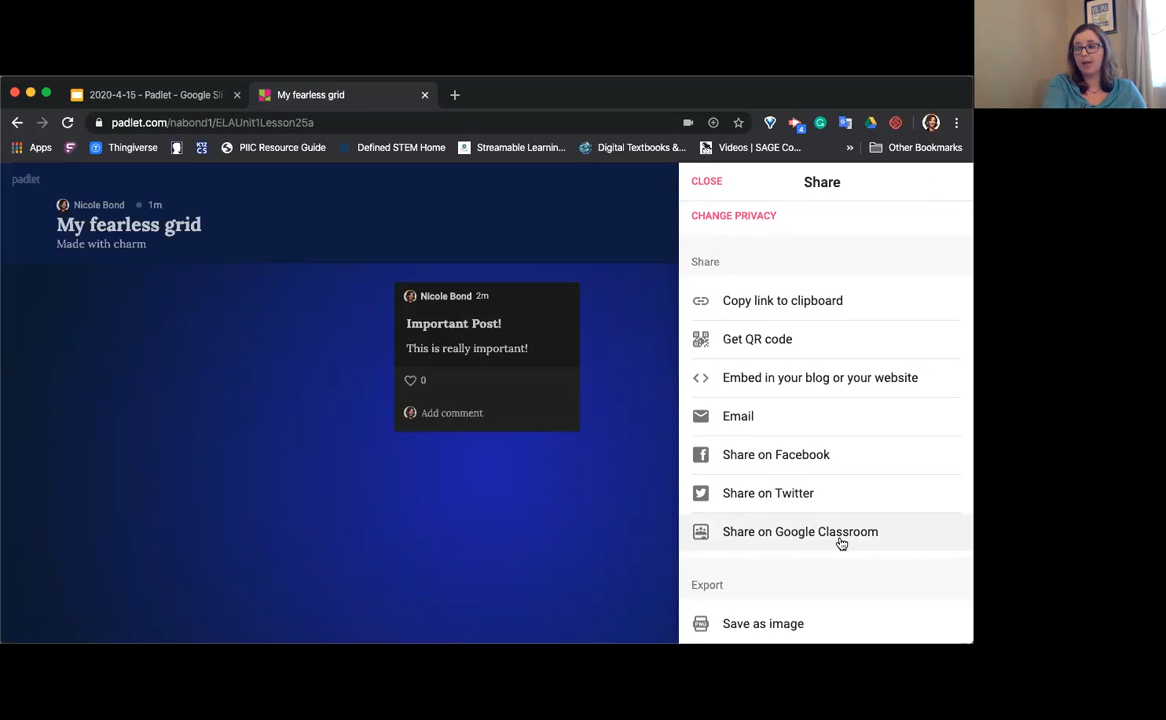 2020-4-15 - Padlet - Google Sli
My fearless grid
padlet.com/nabond1/ELAUnit1Lesson25a
4
Apps
Thingiverse
PIIC Resource Guide
Defined STEM Home
Streamable Learnin...
Digital Textbooks &...
Videos | SAGE Co...
»
Other Bookmarks
padlet
Nicole Bond 1m
My fearless grid
Made with charm
Nicole Bond 2m
Important Post!
This is really important!
0
Add comment
CLOSE
Share
CHANGE PRIVACY
Share
Copy link to clipboard
Get QR code
Embed in your blog or your website
Email
Share on Facebook
Share on Twitter
Share on Google Classroom
Export
Save as image